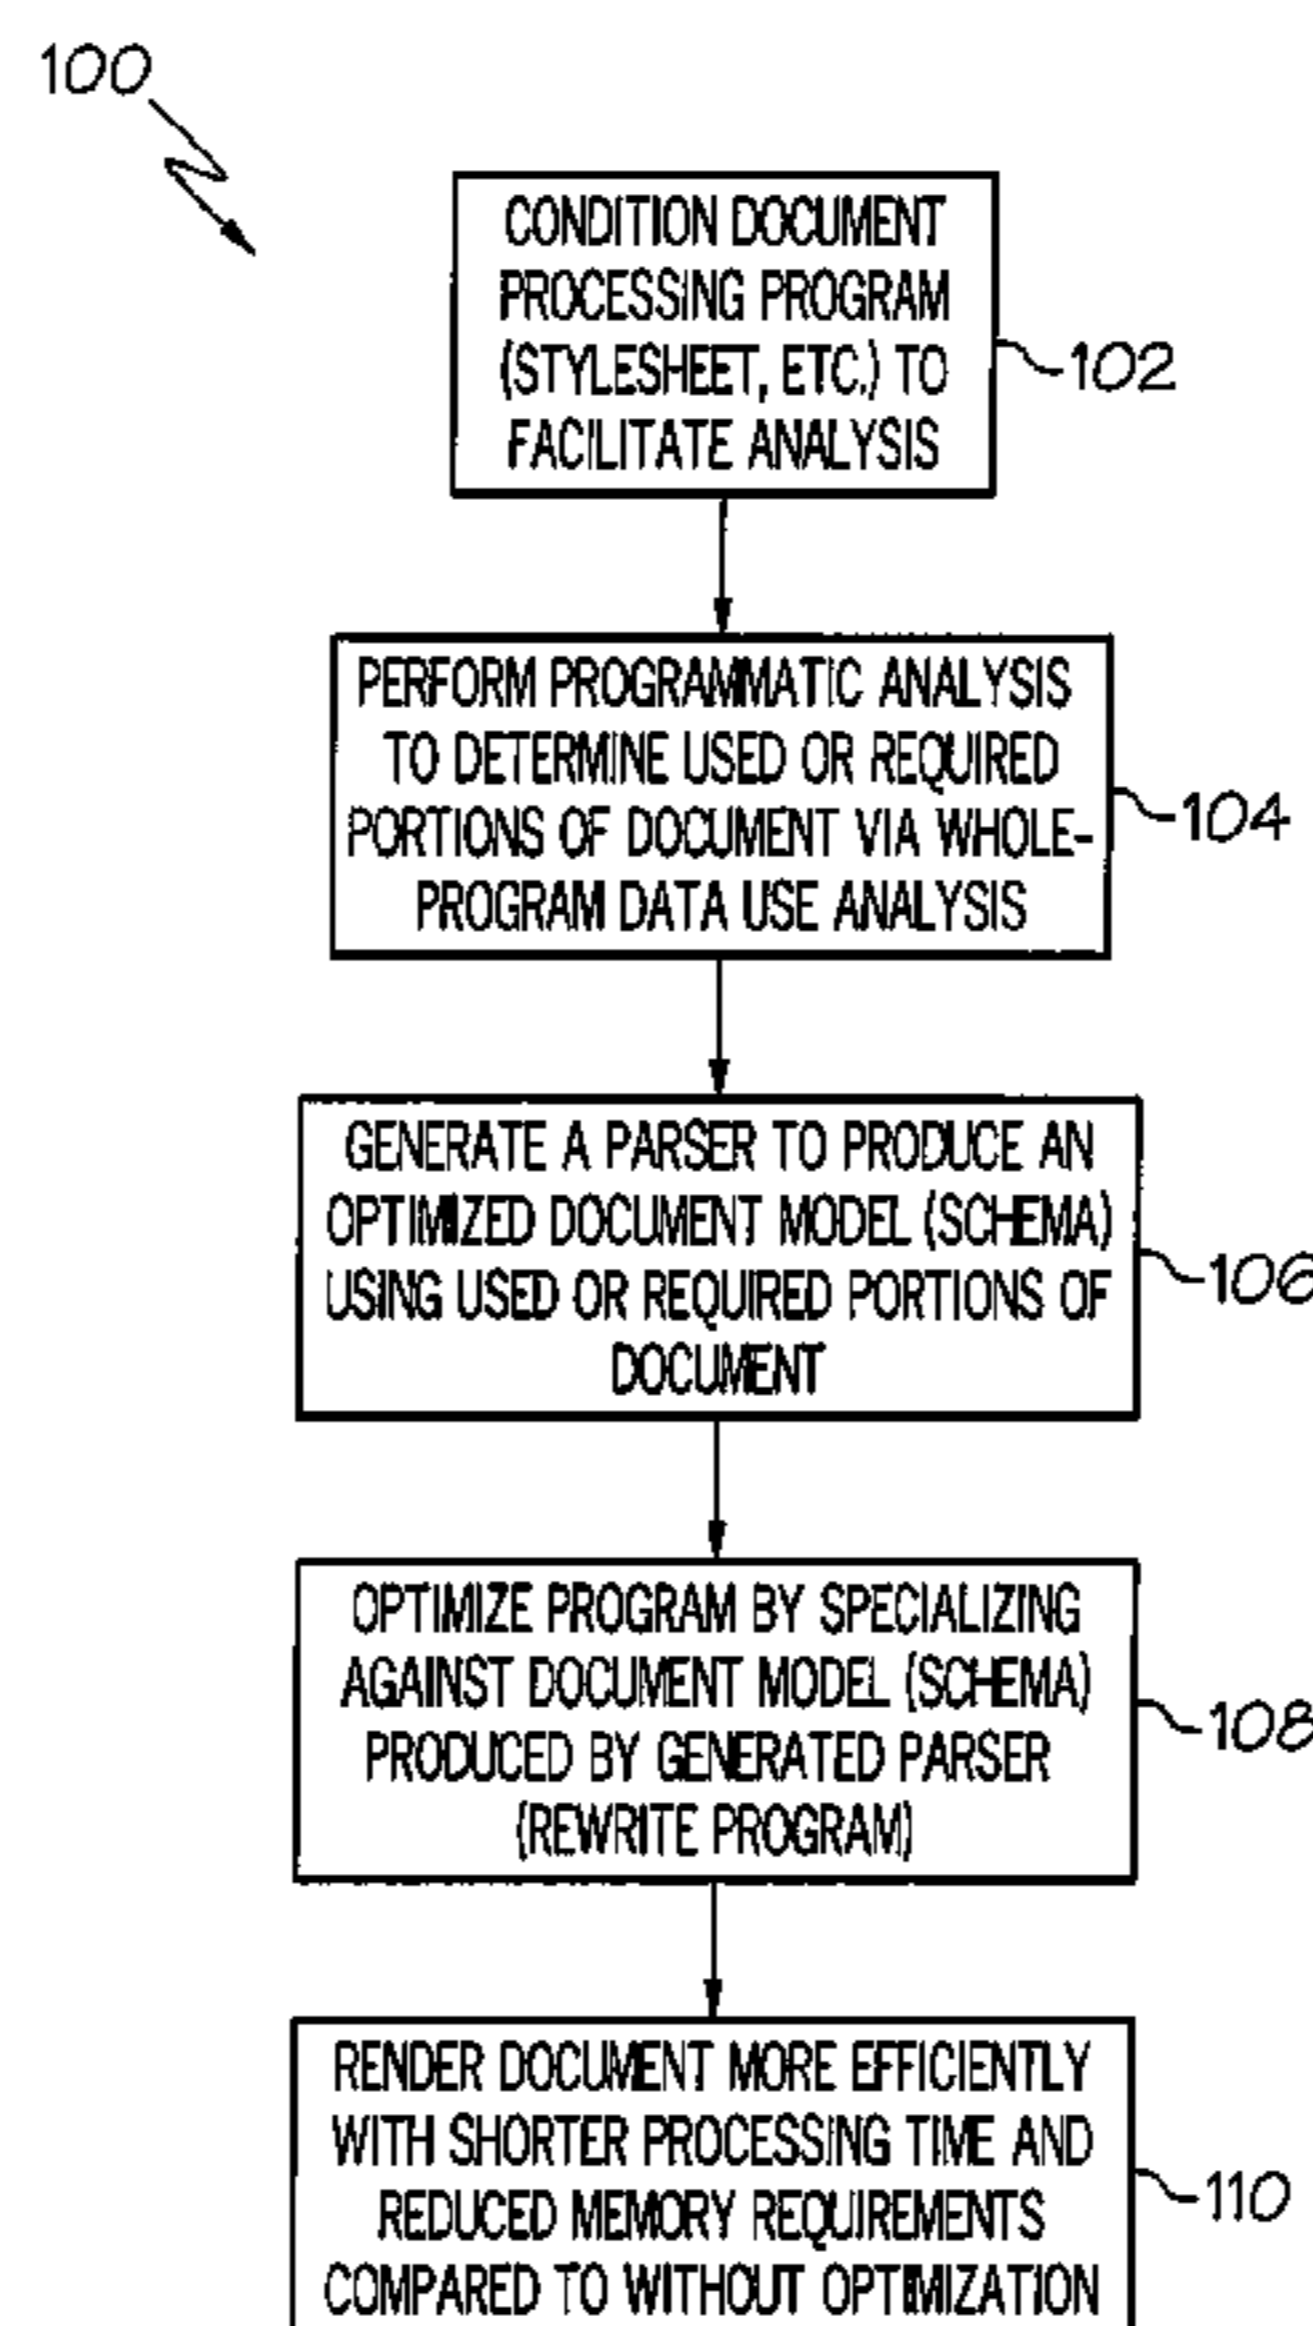 100
CONDITION DOCUMENT
PROCESSING PROGRAM
(STYLESHEET, ETC.) TO
FACILITATE ANALYSIS
102
PERFORM PROGRAMMATIC ANALYSIS
TO DETERMINE USED OR REQUIRED
PORTIONS OF DOCUMENT VIA WHOLE-
PROGRAM DATA USE ANALYSIS
104
GENERATE A PARSER TO PRODUCE AN
OPTIMIZED DOCUMENT MODEL (SCHEMA)
USING USED OR REQUIRED PORTIONS OF
DOCUMENT
106
OPTIMIZE PROGRAM BY SPECIALIZING
AGAINST DOCUMENT MODEL (SCHEMA)
PRODUCED BY GENERATED PARSER
(REWRITE PROGRAM)
108
RENDER DOCUMENT MORE EFFICIENTLY
WITH SHORTER PROCESSING TIME AND
REDUCED MEMORY REQUIREMENTS
COMPARED TO WITHOUT OPTIMIZATION
110